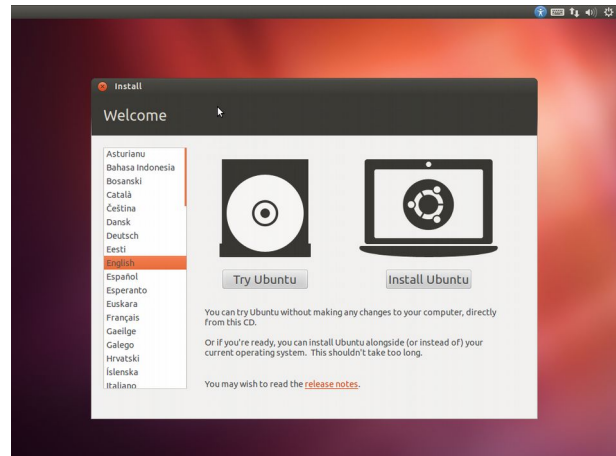 Install
Welcome
Asturianu
Bahasa Indonesia
Bosanski
Català
Čeština
Dansk
Deutsch
Eesti
English
Español
Esperanto
Euskara
Français
Gaeilge
Galego
Hrvatski
Íslenska
Italiano
Try Ubuntu
Install Ubuntu
You can try Ubuntu without making any changes to your computer, directly
from this CD.
Or if you're ready, you can install Ubuntu alongside (or instead of) your
current operating system. This shouldn't take too long.
You may wish to read the release notes.